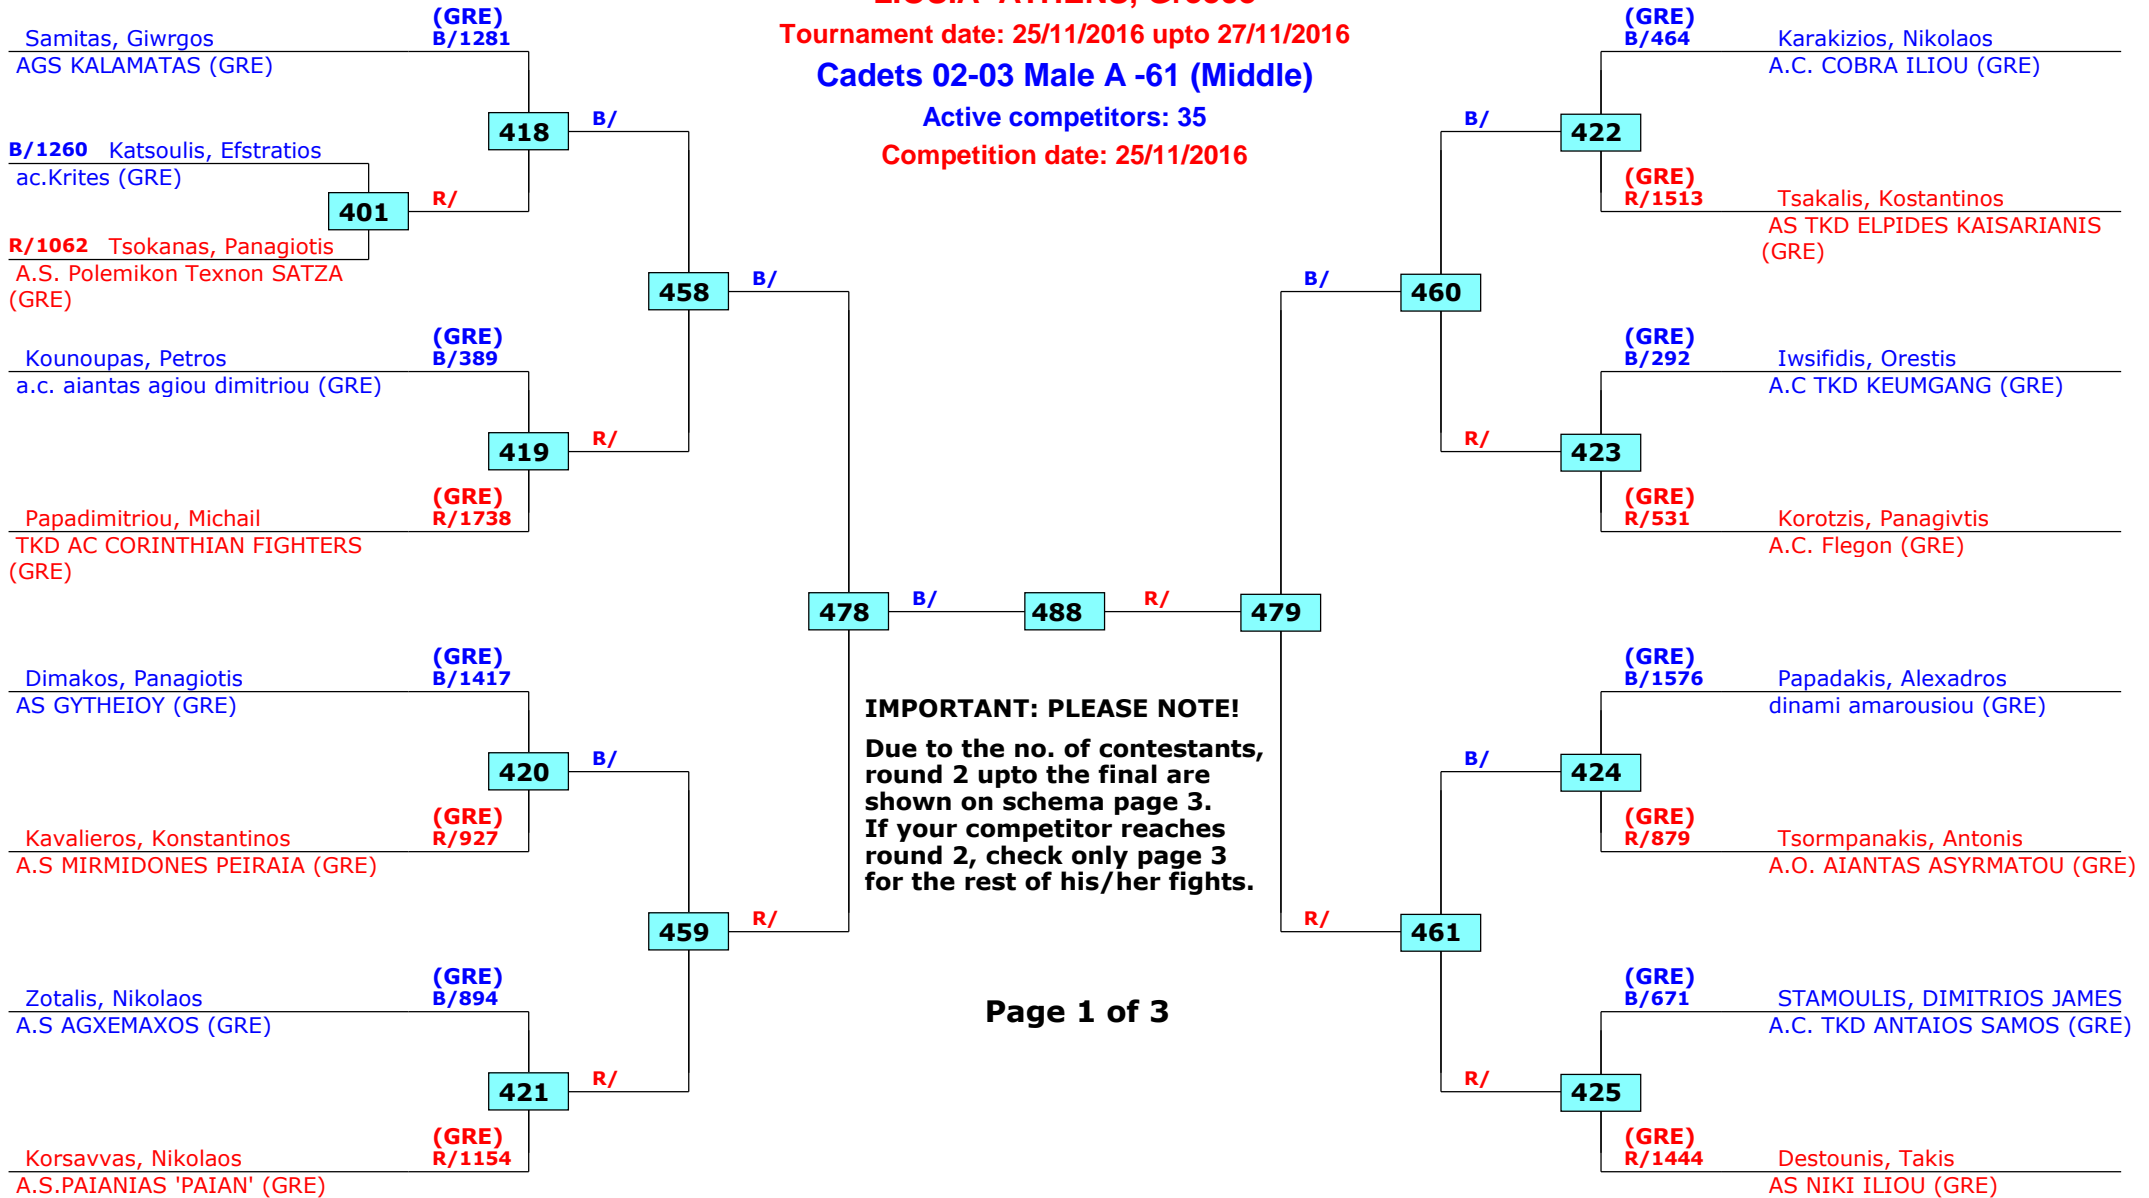 LIOSIA- ATHENS, Greece
Tournament date: 25/11/2016 upto 27/11/2016
Cadets 02-03 Male A -61 (Middle)
Active competitors: 35
Competition date: 25/11/2016
(GRE)
Samitas, Giwrgos B/1281
AGS KALAMATAS (GRE)
418 B/
B/1260 Katsoulis, Efstratios
ac.Krites (GRE)
401 R/
R/1062 Tsokanas, Panagiotis
A.S. Polemikon Texnon SATZA
(GRE)
458 B/
(GRE)
Kounoupas, Petros B/389
a.c. aiantas agiou dimitriou (GRE)
419 R/
(GRE)
Papadimitriou, Michail R/1738
TKD AC CORINTHIAN FIGHTERS
(GRE)
478 B/ 488 R/ 479
(GRE)
Dimakos, Panagiotis B/1417
AS GYTHEIOY (GRE)
420 B/
(GRE)
Kavalieros, Konstantinos R/927
A.S MIRMIDONES PEIRAIA (GRE)
459 R/
(GRE)
Zotalis, Nikolaos B/894
A.S AGXEMAXOS (GRE)
421 R/
(GRE)
Korsavvas, Nikolaos R/1154
A.S.PAIANIAS 'PAIAN' (GRE)
IMPORTANT: PLEASE NOTE!
Due to the no. of contestants,
round 2 upto the final are
shown on schema page 3.
If your competitor reaches
round 2, check only page 3
for the rest of his/her fights.
Page 1 of 3
(GRE)
B/464 Karakizios, Nikolaos
A.C. COBRA ILIOU (GRE)
B/ 422
(GRE)
R/1513 Tsakalis, Kostantinos
AS TKD ELPIDES KAISARIANIS
(GRE)
B/ 460
(GRE)
B/292 Iwsifidis, Orestis
A.C TKD KEUMGANG (GRE)
R/ 423
(GRE)
R/531 Korotzis, Panagivtis
A.C. Flegon (GRE)
(GRE)
B/1576 Papadakis, Alexadros
dinami amarousiou (GRE)
B/ 424
(GRE)
R/879 Tsormpanakis, Antonis
A.O. AIANTAS ASYRMATOU (GRE)
R/ 461
(GRE)
B/671 STAMOULIS, DIMITRIOS JAMES
A.C. TKD ANTAIOS SAMOS (GRE)
R/ 425
(GRE)
R/1444 Destounis, Takis
AS NIKI ILIOU (GRE)